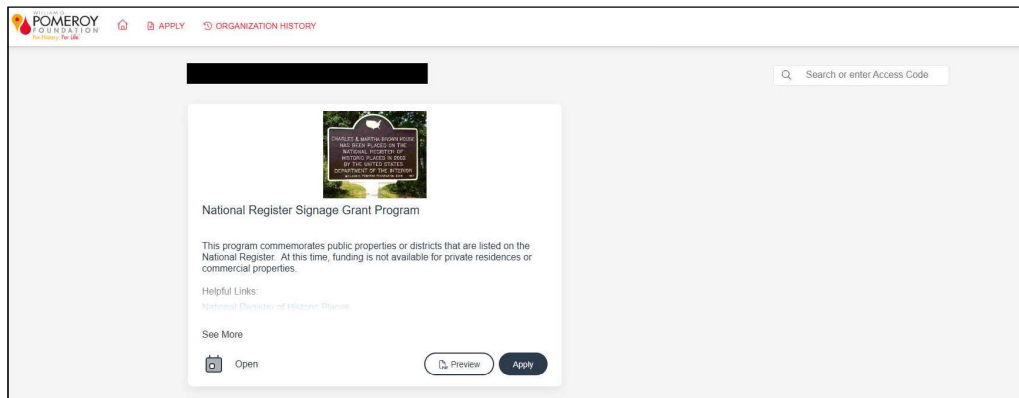 WILLIAM G.
POMEROY
FOUNDATION
For History. For Life.
APPLY
ORGANIZATION HISTORY
Search or enter Access Code
CHARLES & MARTHA BROWN HOUSE
HAS BEEN PLACED ON THE
NATIONAL REGISTER OF
HISTORIC PLACES IN 2002
BY THE UNITED STATES
DEPARTMENT OF THE INTERIOR
National Register Signage Grant Program
This program commemorates public properties or districts that are listed on the
National Register. At this time, funding is not available for private residences or
commercial properties.
Helpful Links:
National Register of Historic Places
See More
Open
Preview
Apply